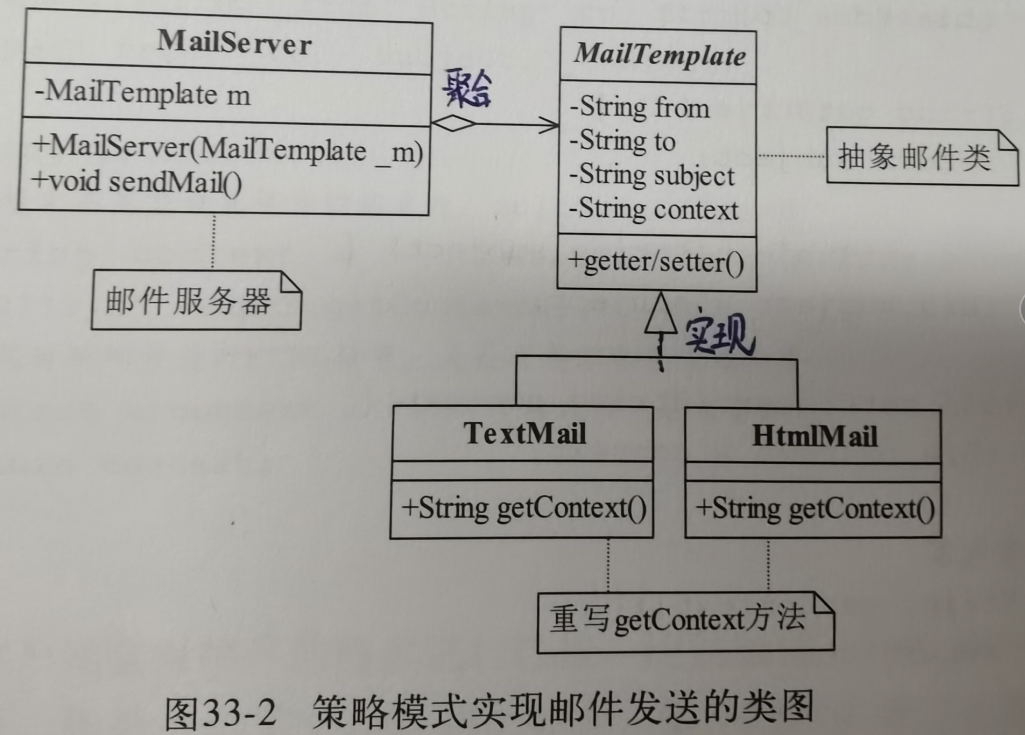 MailServer
-MailTemplate m
+MailServer(MailTemplate _m)
+void sendMail()
邮件服务器
聚合
MailTemplate
-String from
-String to
-String subject
-String context
+getter/setter()
抽象邮件类
实现
TextMail
+String getContext()
HtmlMail
+String getContext()
重写getContext方法
图33-2 策略模式实现邮件发送的类图